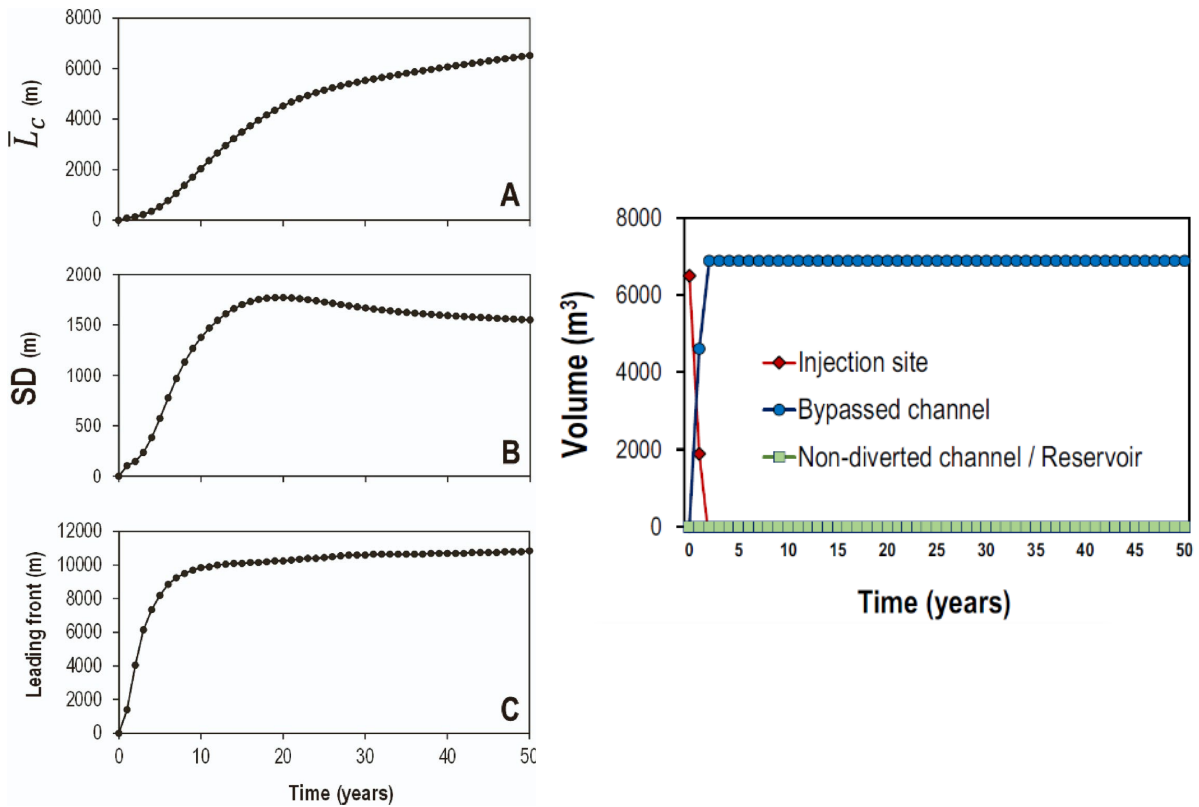 8000
6000
4000
2000
0
L̄c (m)
A
2000
1500
1000
500
0
SD (m)
B
12000
10000
8000
6000
4000
2000
0
Leading front (m)
C
0 10 20 30 40 50
Time (years)
8000
6000
4000
2000
0
Volume (m³)
Injection site
Bypassed channel
Non-diverted channel / Reservoir
0 5 10 15 20 25 30 35 40 45 50
Time (years)